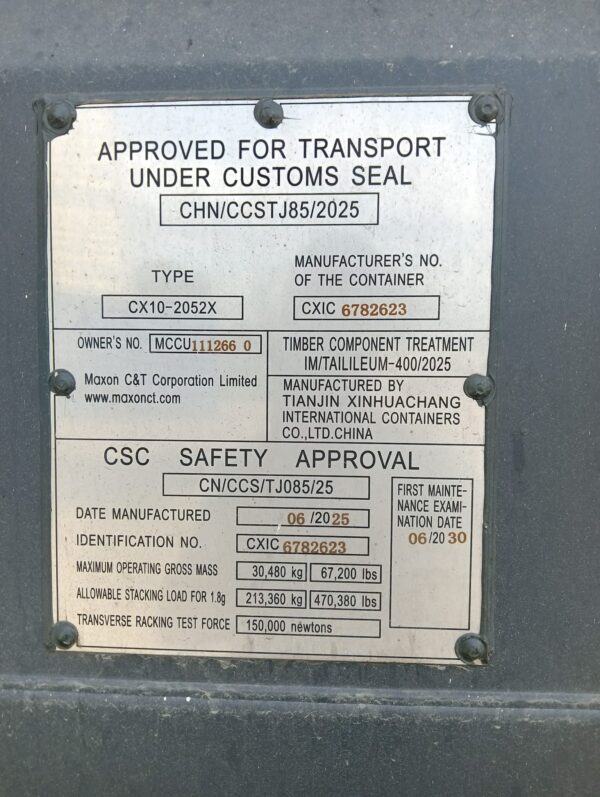 APPROVED FOR TRANSPORT
UNDER CUSTOMS SEAL
CHN/CCSTJ85/2025
TYPE
CX10-2052X
MANUFACTURER'S NO.
OF THE CONTAINER
CXIC 6782623
OWNER'S NO. MCCU111266 0
Maxon C&T Corporation Limited
www.maxonct.com
TIMBER COMPONENT TREATMENT
IM/TAILILEUM-400/2025
MANUFACTURED BY
TIANJIN XINHUACHANG
INTERNATIONAL CONTAINERS
CO.,LTD.CHINA
CSC SAFETY APPROVAL
CN/CCS/TJ085/25
DATE MANUFACTURED 06 /2025
IDENTIFICATION NO. CXIC 6782623
MAXIMUM OPERATING GROSS MASS 30,480 kg 67,200 lbs
ALLOWABLE STACKING LOAD FOR 1.8g 213,360 kg 470,380 lbs
TRANSVERSE RACKING TEST FORCE 150,000 newtons
FIRST MAINTE-
NANCE EXAMI-
NATION DATE
06/20 30